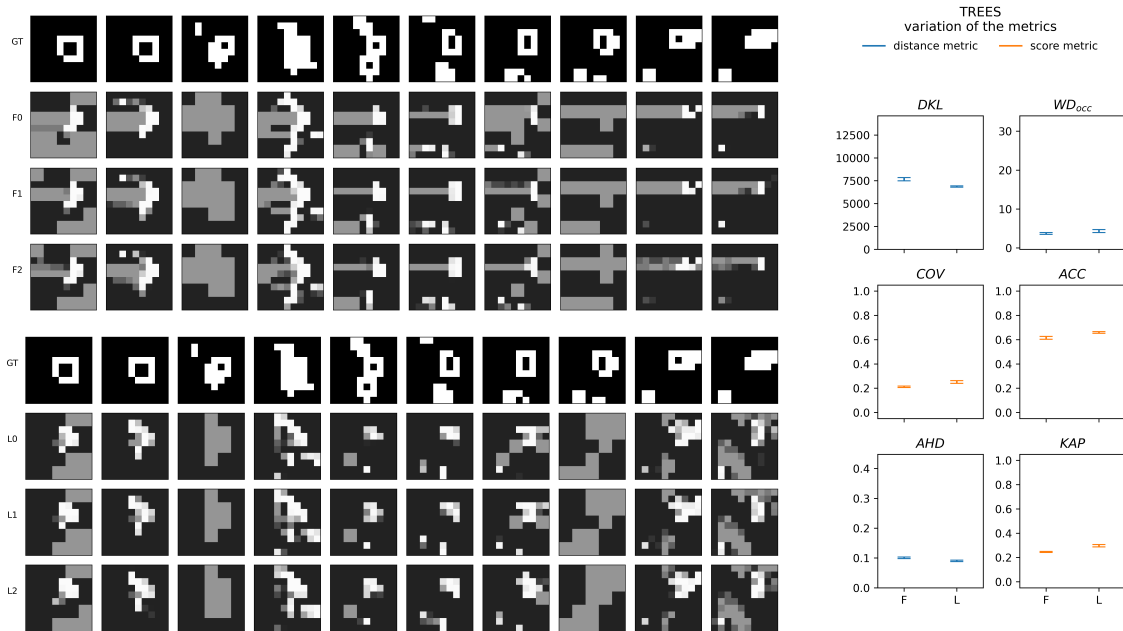 GT
F0
F1
F2
GT
L0
L1
L2
TREES
variation of the metrics
distance metric score metric
DKL
12500
10000
7500
5000
2500
0
WDocc
30
20
10
0
COV
1.0
0.8
0.6
0.4
0.2
0.0
ACC
1.0
0.8
0.6
0.4
0.2
0.0
AHD
0.4
0.3
0.2
0.1
0.0
F L
KAP
1.0
0.8
0.6
0.4
0.2
0.0
F L